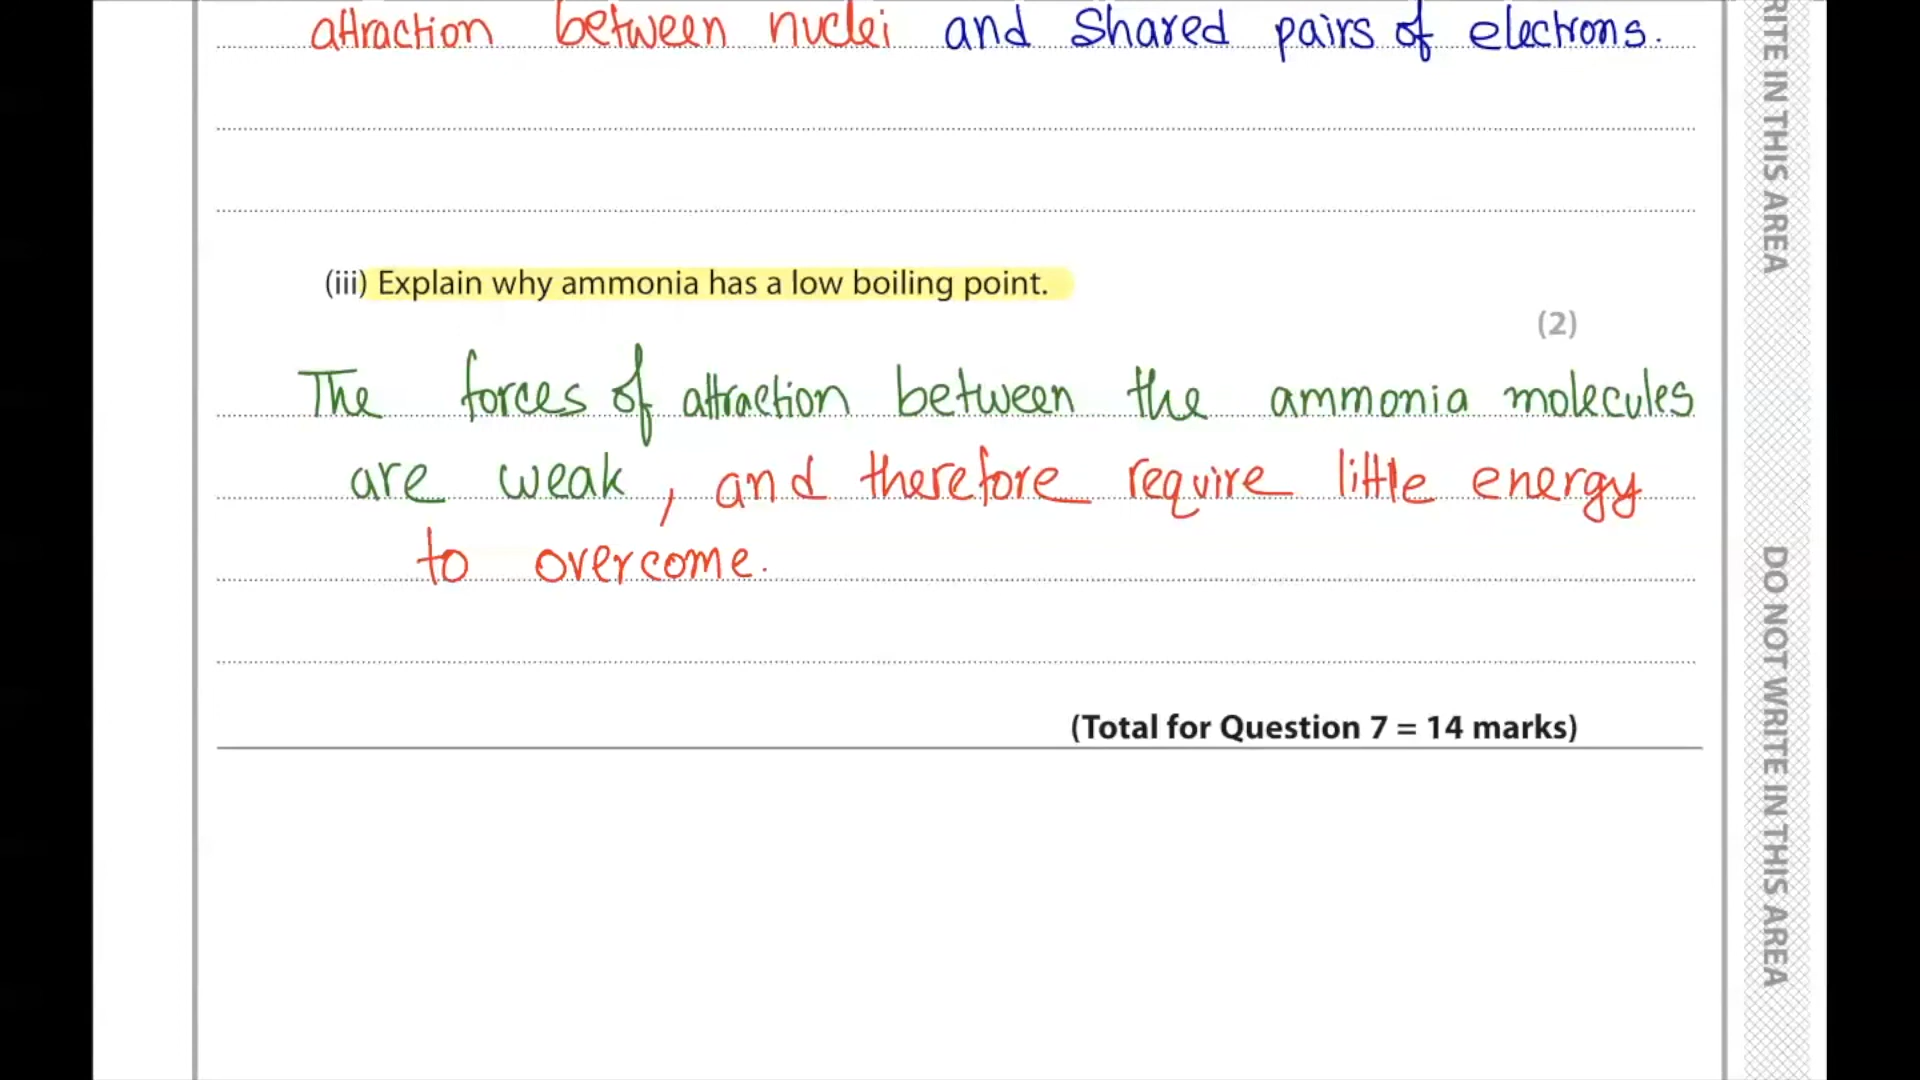 attraction between nuclei and shared pairs of electrons.
(iii) Explain why ammonia has a low boiling point.
(2)
The forces of attraction between the ammonia molecules
are weak, and therefore require little energy
to overcome.
(Total for Question 7 = 14 marks)
RITE IN THIS AREA
DO NOT WRITE IN THIS AREA